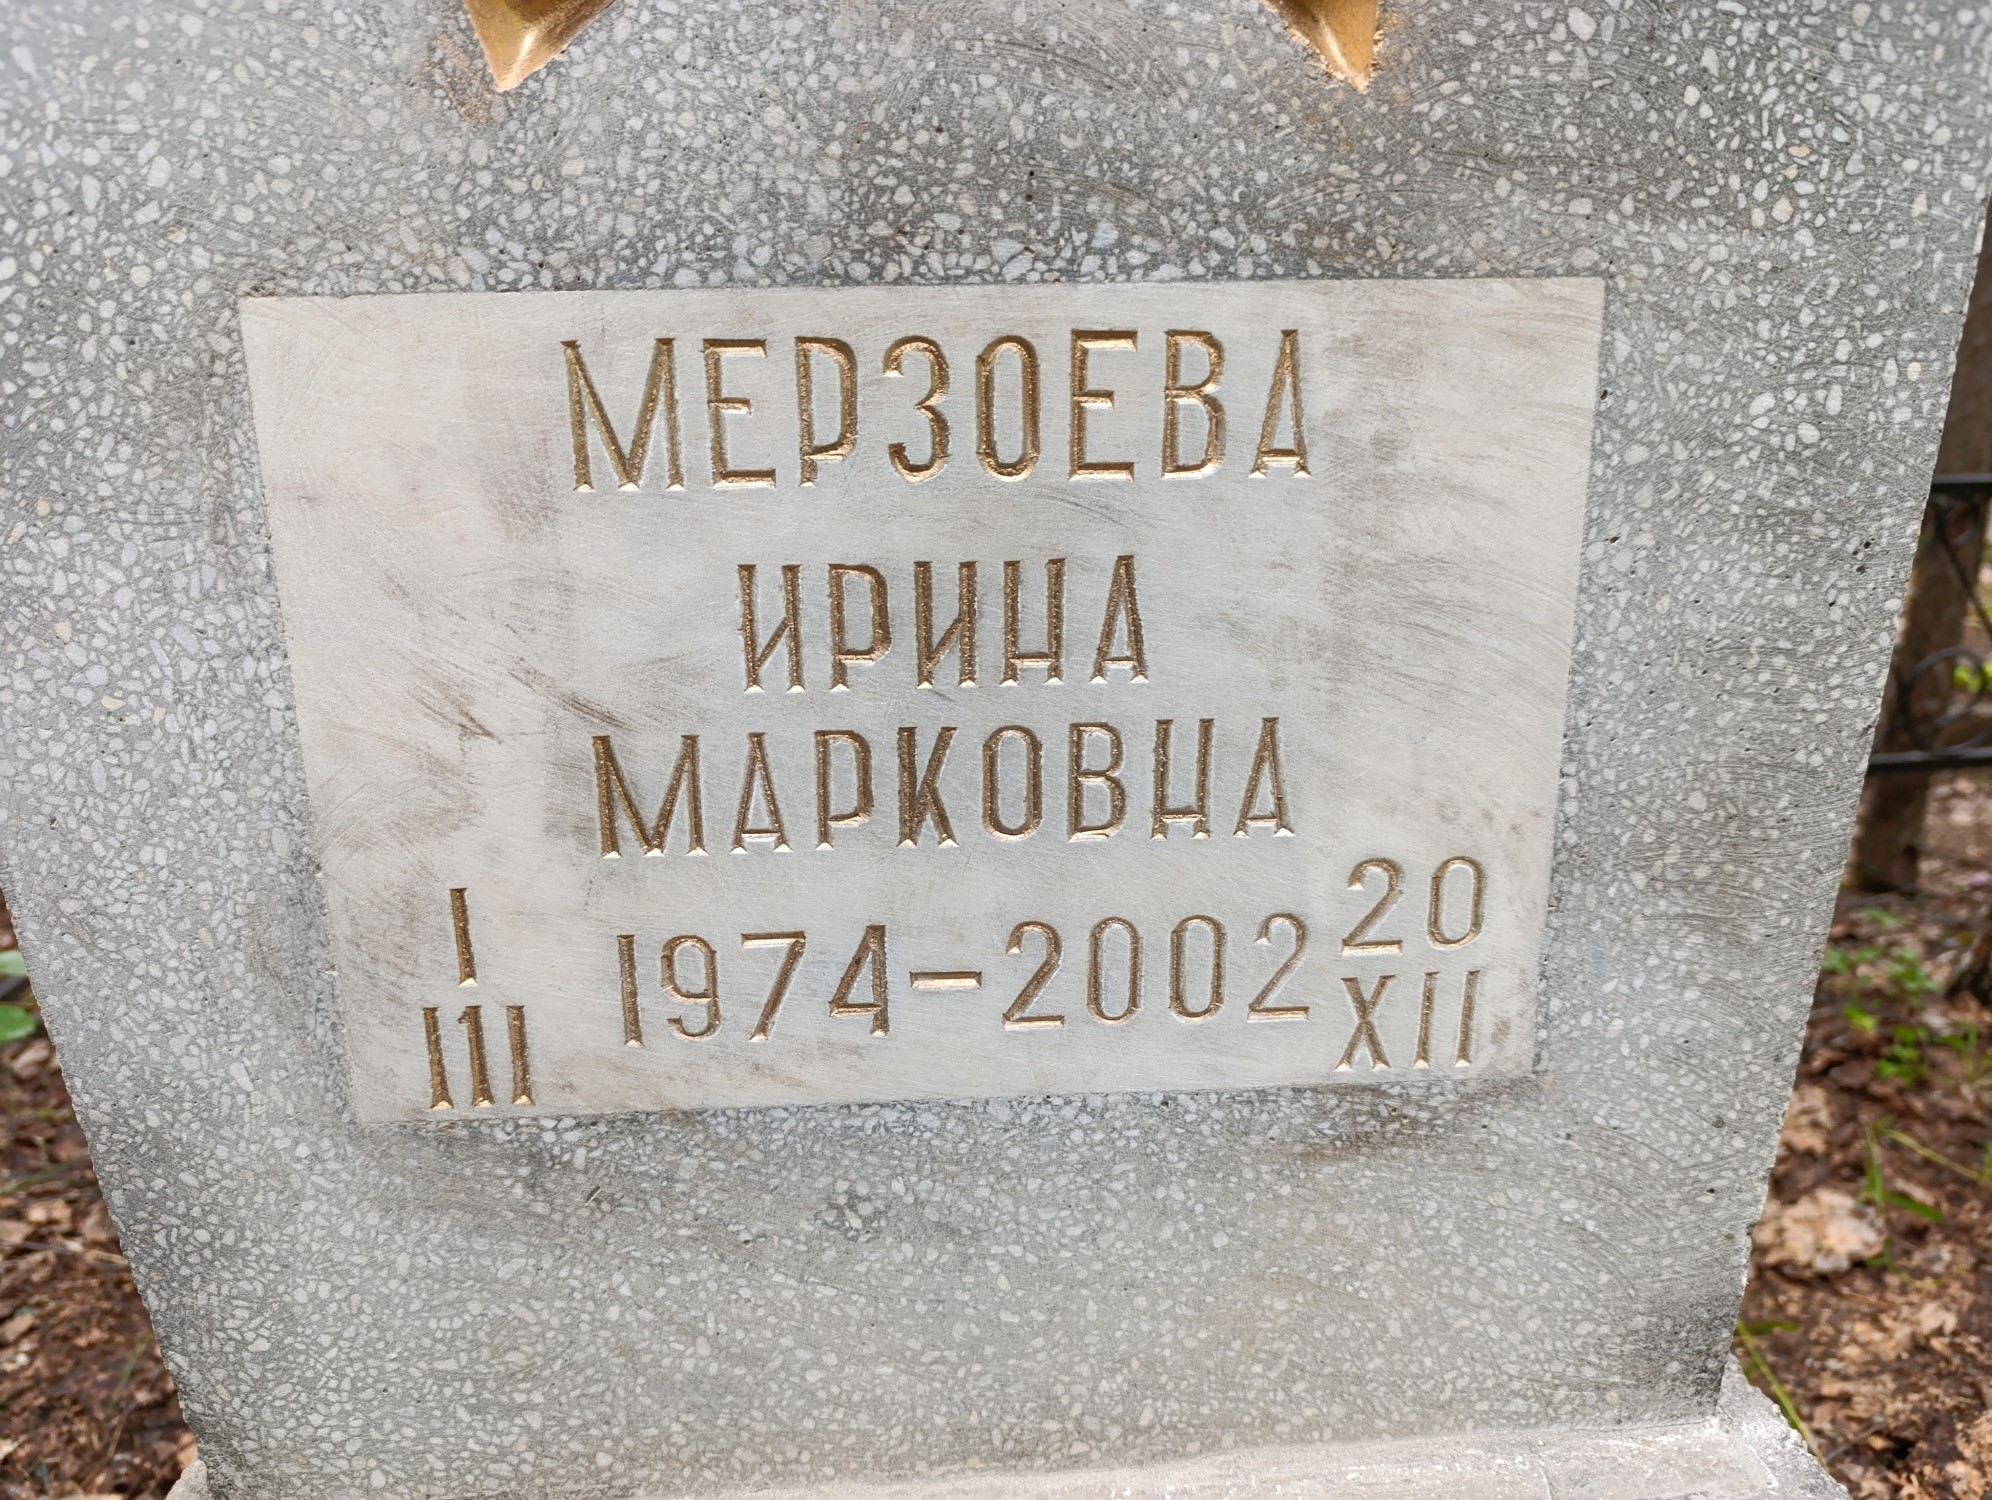 МЕРЗОЕВА
ИРИНА
МАРКОВНА
I
III
1974-2002
20
XII